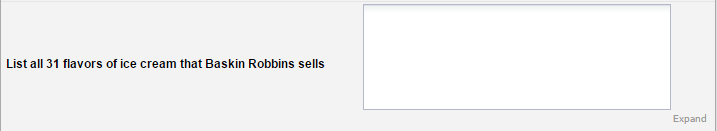 List all 31 flavors of ice cream that Baskin Robbins sells
Expand